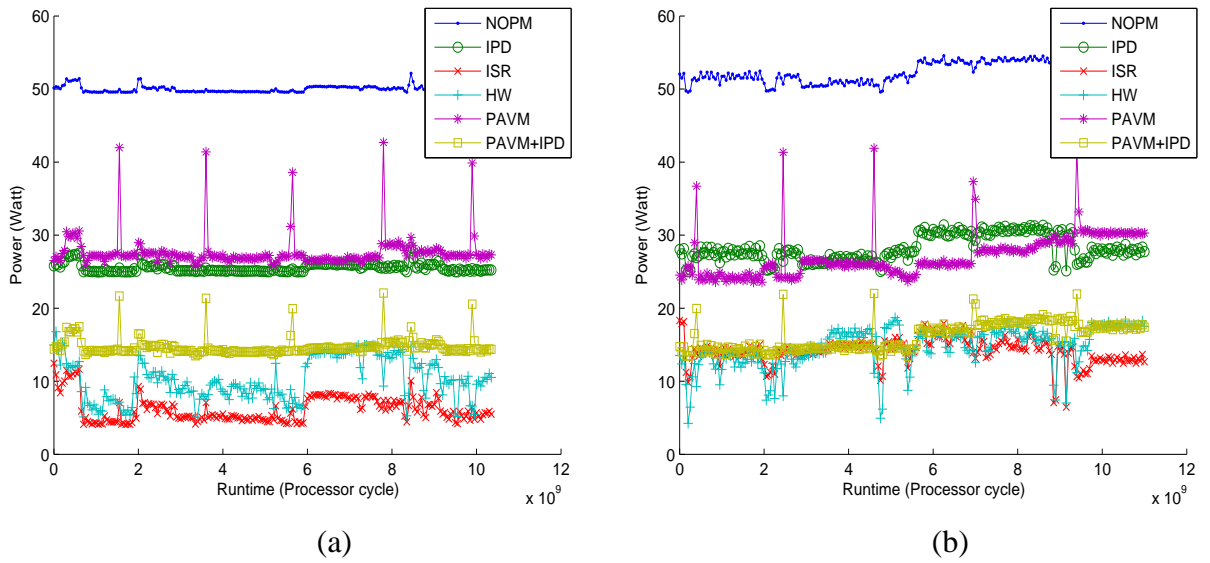 60
50
40
30
20
10
0
Power (Watt)
0 2 4 6 8 10 12
Runtime (Processor cycle)
x 10^9
NOPM
IPD
ISR
HW
PAVM
PAVM+IPD
(a)
60
50
40
30
20
10
0
Power (Watt)
0 2 4 6 8 10 12
Runtime (Processor cycle)
x 10^9
NOPM
IPD
ISR
HW
PAVM
PAVM+IPD
(b)